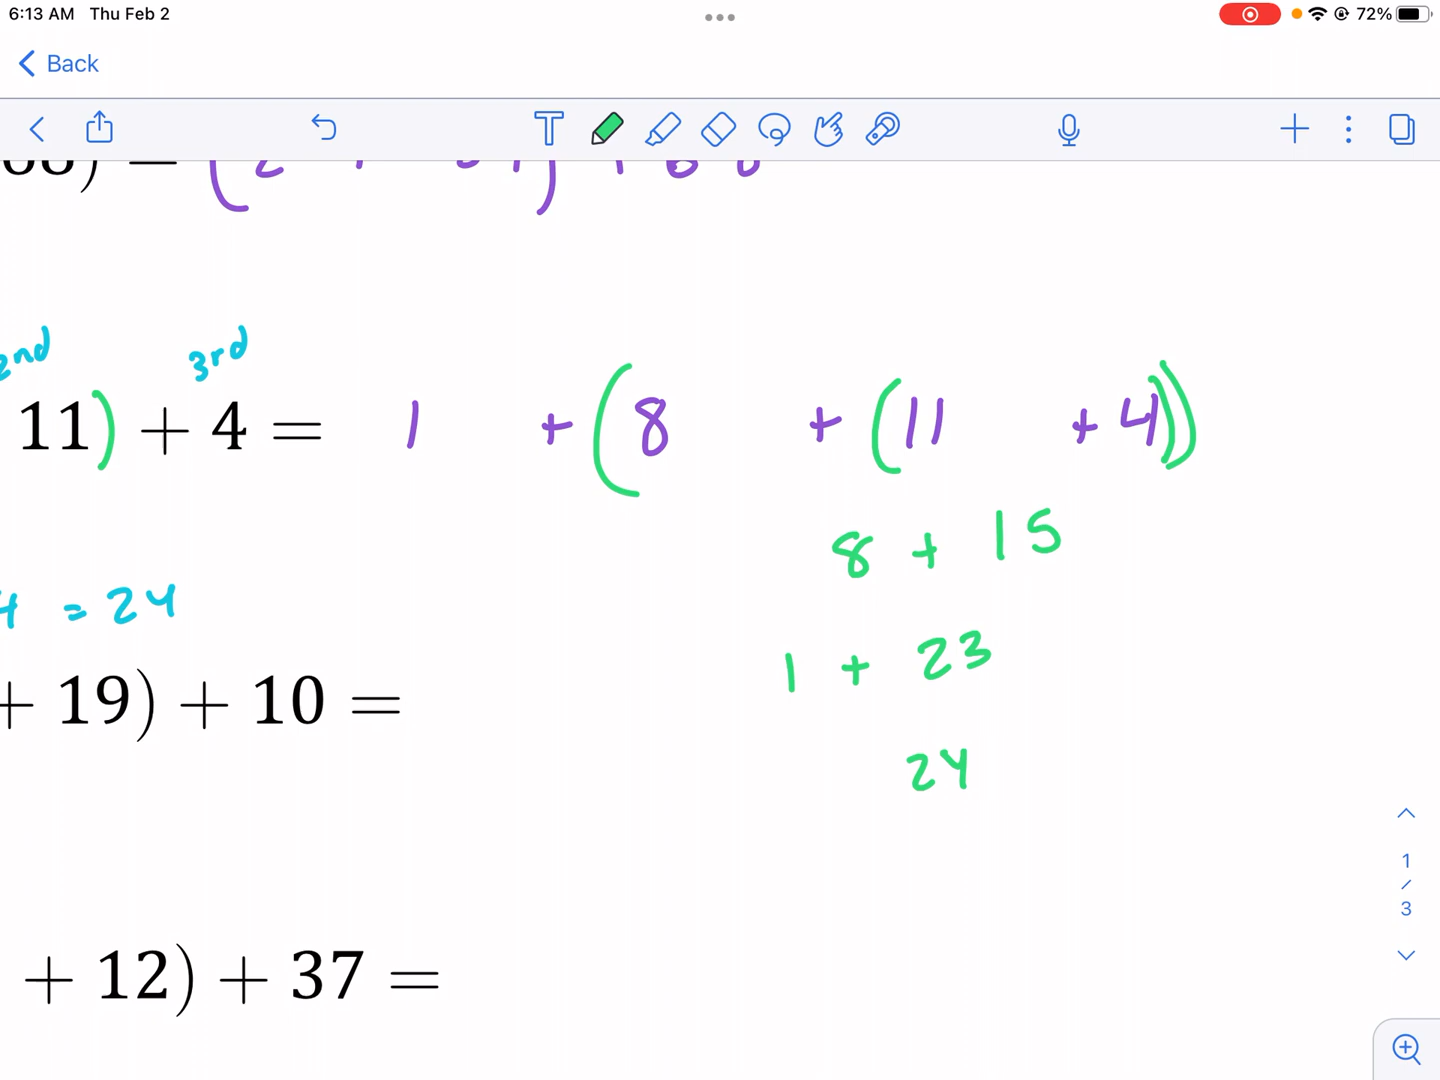 6:13 AM Thu Feb 2 72%
Back
T
2nd 3rd
11) + 4 = 1 + (8 + (11 + 4))
8 + 15
4 = 24
1 + 23
+ 19) + 10 =
24
1
/
3
+ 12) + 37 =